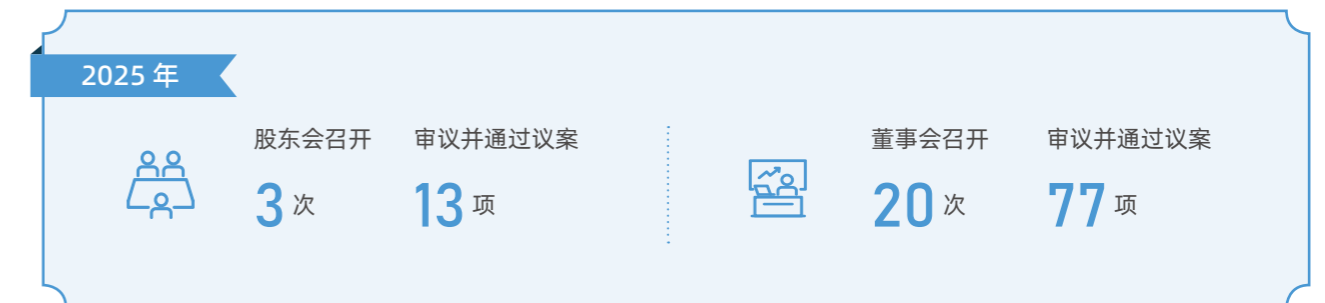 2025 年
股东会召开
3 次
审议并通过议案
13 项
董事会召开
20 次
审议并通过议案
77 项